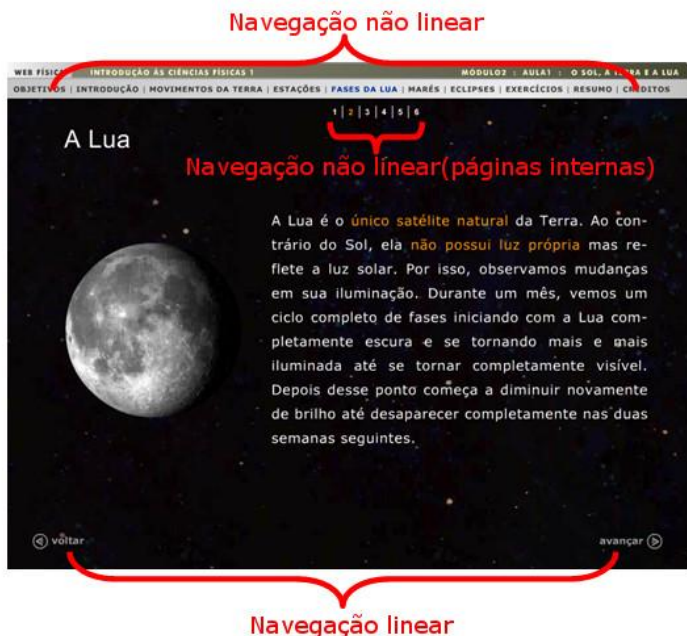 Navegação não linear
WEB FÍSICA INTRODUÇÃO ÀS CIÊNCIAS FÍSICAS 1 MÓDULO2 : AULA1 : O SOL, A TERRA E A LUA
OBJETIVOS | INTRODUÇÃO | MOVIMENTOS DA TERRA | ESTAÇÕES | FASES DA LUA | MARÉS | ECLIPSES | EXERCÍCIOS | RESUMO | CRÉDITOS
1 | 2 | 3 | 4 | 5 | 6
A Lua
Navegação não línear(páginas internas)
A Lua é o único satélite natural da Terra. Ao con-
trário do Sol, ela não possui luz própria mas re-
flete a luz solar. Por isso, observamos mudanças
em sua iluminação. Durante um mês, vemos um
ciclo completo de fases iniciando com a Lua com-
pletamente escura e se tornando mais e mais
iluminada até se tornar completamente visível.
Depois desse ponto começa a diminuir novamente
de brilho até desaparecer completamente nas duas
semanas seguintes.
voltar avançar
Navegação linear